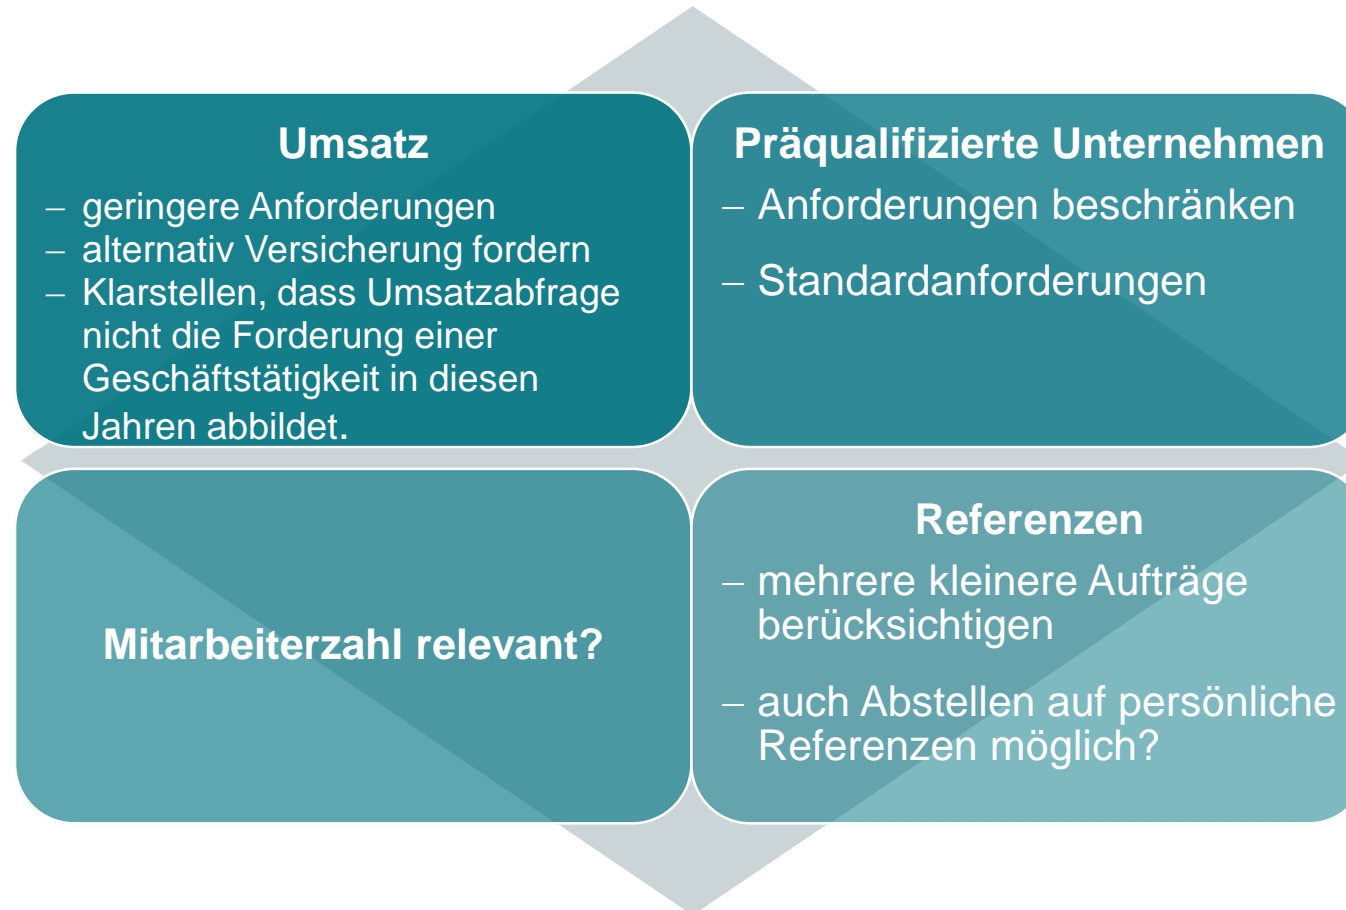 Umsatz
– geringere Anforderungen
– alternativ Versicherung fordern
– Klarstellen, dass Umsatzabfrage
nicht die Forderung einer
Geschäftstätigkeit in diesen
Jahren abbildet.
Präqualifizierte Unternehmen
– Anforderungen beschränken
– Standardanforderungen
Mitarbeiterzahl relevant?
Referenzen
– mehrere kleinere Aufträge
berücksichtigen
– auch Abstellen auf persönliche
Referenzen möglich?